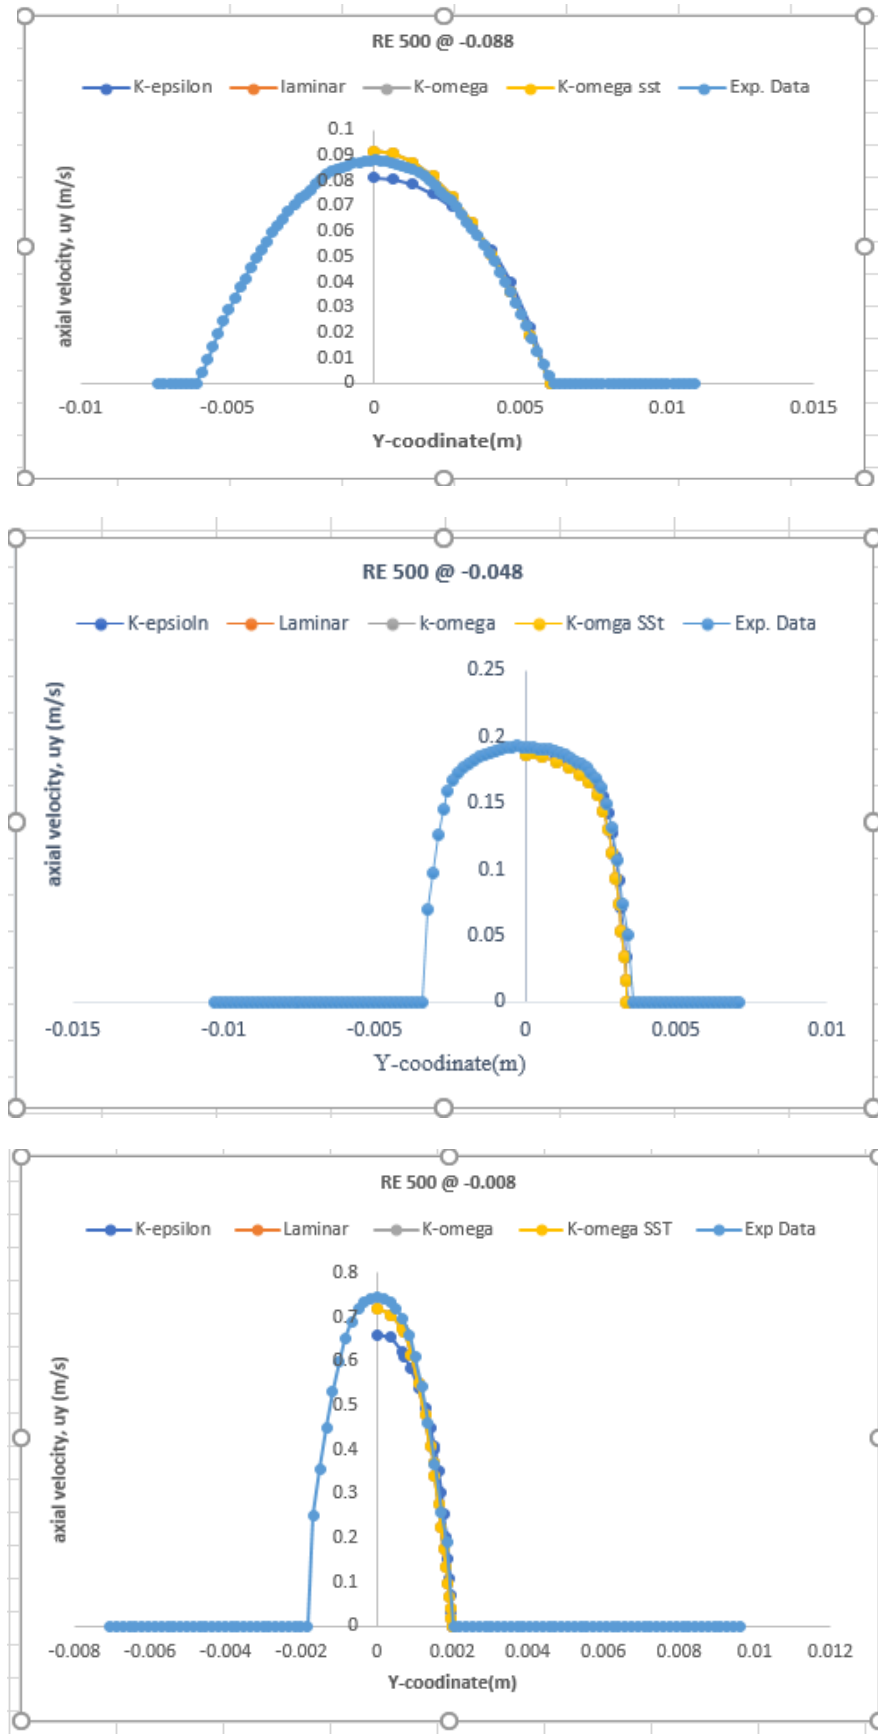 RE 500 @ -0.088
K-epsilon laminar K-omega K-omega sst Exp. Data
axial velocity, uy (m/s)
0.1
0.09
0.08
0.07
0.06
0.05
0.04
0.03
0.02
0.01
0
-0.01 -0.005 0 0.005 0.01 0.015
Y-coodinate(m)
RE 500 @ -0.048
K-epsioln Laminar k-omega K-omga SSt Exp. Data
axial velocity, uy (m/s)
0.25
0.2
0.15
0.1
0.05
0
-0.015 -0.01 -0.005 0 0.005 0.01
Y-coodinate(m)
RE 500 @ -0.008
K-epsilon Laminar K-omega K-omega SST Exp Data
axial velocity, uy (m/s)
0.8
0.7
0.6
0.5
0.4
0.3
0.2
0.1
0
-0.008 -0.006 -0.004 -0.002 0 0.002 0.004 0.006 0.008 0.01 0.012
Y-coodinate(m)